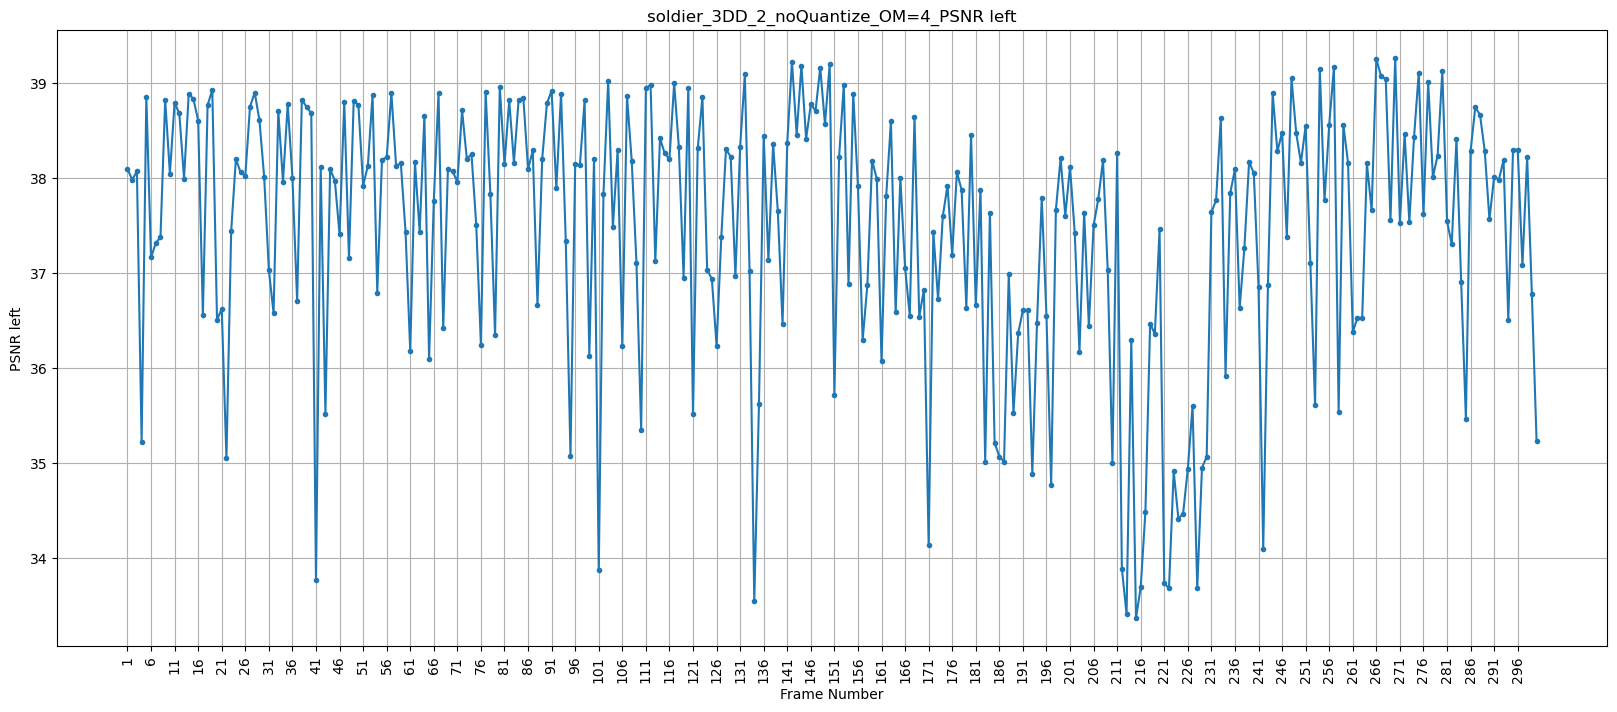 soldier_3DD_2_noQuantize_OM=4_PSNR left
PSNR left
39
38
37
36
35
34
1 6 11 16 21 26 31 36 41 46 51 56 61 66 71 76 81 86 91 96 101 106 111 116 121 126 131 136 141 146 151 156 161 166 171 176 181 186 191 196 201 206 211 216 221 226 231 236 241 246 251 256 261 266 271 276 281 286 291 296
Frame Number